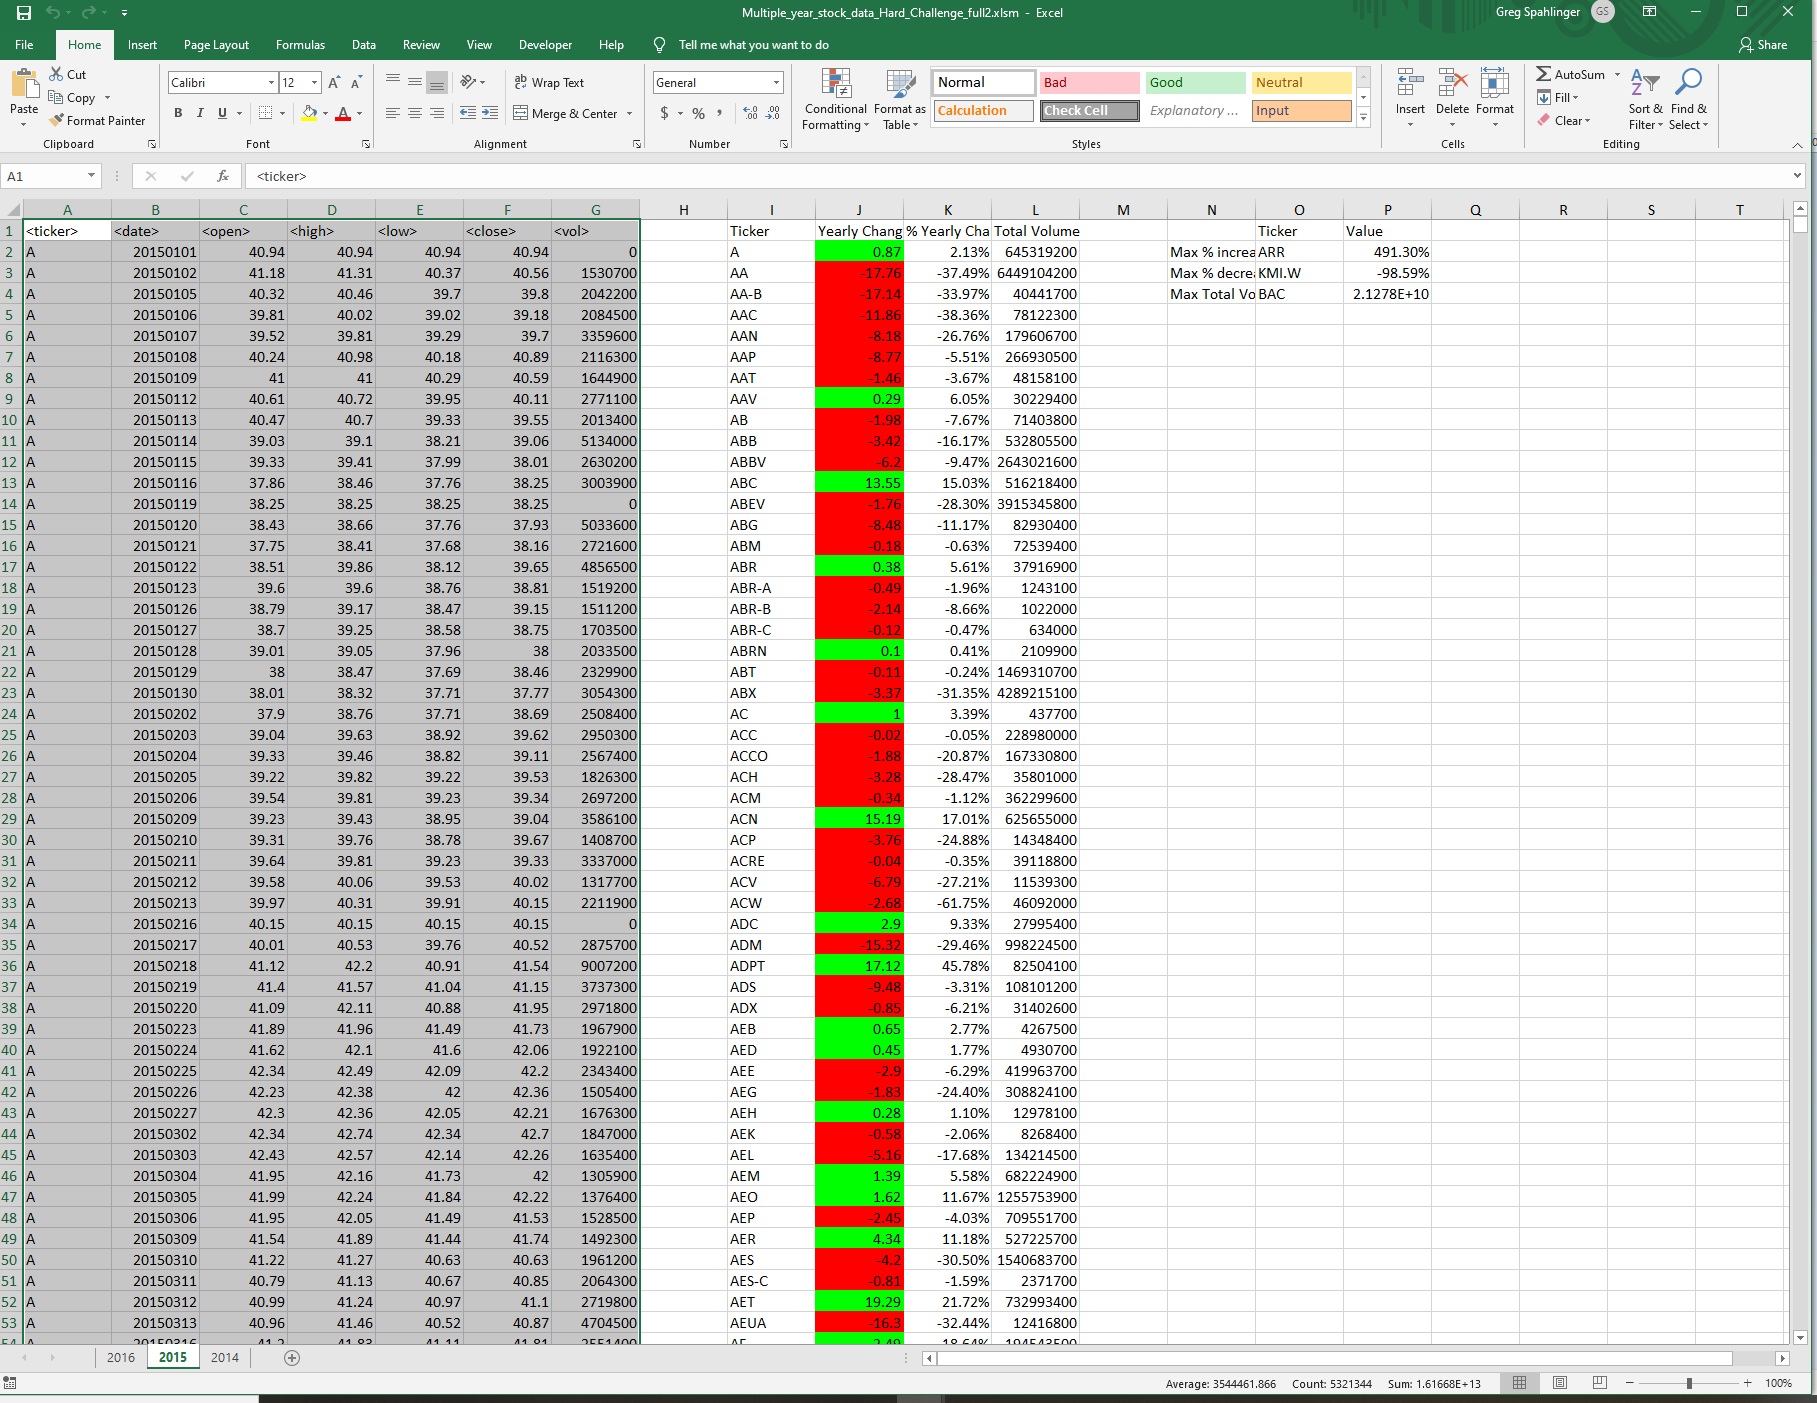 Multiple_year_stock_data_Hard_Challenge_full2.xlsm - Excel
Greg Spahlinger GS
File Home Insert Page Layout Formulas Data Review View Developer Help Tell me what you want to do Share
Paste Cut Copy Format Painter Clipboard
Calibri 12 B I U Font
Wrap Text Merge & Center Alignment
General $ % Number
Conditional Formatting Format as Table
Normal Bad Good Neutral
Calculation Check Cell Explanatory ... Input
Styles
Insert Delete Format Cells
AutoSum Fill Clear Sort & Filter Find & Select Editing
A1 fx <ticker>
A B C D E F G H I J K L M N O P Q R S T
1 <ticker> <date> <open> <high> <low> <close> <vol> Ticker Yearly Chang % Yearly Cha Total Volume Ticker Value
2 A 20150101 40.94 40.94 40.94 40.94 0 A 0.87 2.13% 645319200 Max % increa ARR 491.30%
3 A 20150102 41.18 41.31 40.37 40.56 1530700 AA -17.76 -37.49% 6449104200 Max % decre KMI.W -98.59%
4 A 20150105 40.32 40.46 39.7 39.8 2042200 AA-B -17.14 -33.97% 40441700 Max Total Vo BAC 2.1278E+10
5 A 20150106 39.81 40.02 39.02 39.18 2084500 AAC -11.86 -38.36% 78122300
6 A 20150107 39.52 39.81 39.29 39.7 3359600 AAN -8.18 -26.76% 179606700
7 A 20150108 40.24 40.98 40.18 40.89 2116300 AAP -8.77 -5.51% 266930500
8 A 20150109 41 41 40.29 40.59 1644900 AAT -1.46 -3.67% 48158100
9 A 20150112 40.61 40.72 39.95 40.11 2771100 AAV 0.29 6.05% 30229400
10 A 20150113 40.47 40.7 39.33 39.55 2013400 AB -1.98 -7.67% 71403800
11 A 20150114 39.03 39.1 38.21 39.06 5134000 ABB -3.42 -16.17% 532805500
12 A 20150115 39.33 39.41 37.99 38.01 2630200 ABBV -6.2 -9.47% 2643021600
13 A 20150116 37.86 38.46 37.76 38.25 3003900 ABC 13.55 15.03% 516218400
14 A 20150119 38.25 38.25 38.25 38.25 0 ABEV -1.76 -28.30% 3915345800
15 A 20150120 38.43 38.66 37.76 37.93 5033600 ABG -8.48 -11.17% 82930400
16 A 20150121 37.75 38.41 37.68 38.16 2721600 ABM -0.18 -0.63% 72539400
17 A 20150122 38.51 39.86 38.12 39.65 4856500 ABR 0.38 5.61% 37916900
18 A 20150123 39.6 39.6 38.76 38.81 1519200 ABR-A -0.49 -1.96% 1243100
19 A 20150126 38.79 39.17 38.47 39.15 1511200 ABR-B -2.14 -8.66% 1022000
20 A 20150127 38.7 39.25 38.58 38.75 1703500 ABR-C -0.12 -0.47% 634000
21 A 20150128 39.01 39.05 37.96 38 2033500 ABRN 0.1 0.41% 2109900
22 A 20150129 38 38.47 37.69 38.46 2329900 ABT -0.11 -0.24% 1469310700
23 A 20150130 38.01 38.32 37.71 37.77 3054300 ABX -3.37 -31.35% 4289215100
24 A 20150202 37.9 38.76 37.71 38.69 2508400 AC 1 3.39% 437700
25 A 20150203 39.04 39.63 38.92 39.62 2950300 ACC -0.02 -0.05% 228980000
26 A 20150204 39.33 39.46 38.82 39.11 2567400 ACCO -1.88 -20.87% 167330800
27 A 20150205 39.22 39.82 39.22 39.53 1826300 ACH -3.28 -28.47% 35801000
28 A 20150206 39.54 39.81 39.23 39.34 2697200 ACM -0.34 -1.12% 362299600
29 A 20150209 39.23 39.43 38.95 39.04 3586100 ACN 15.19 17.01% 625655000
30 A 20150210 39.31 39.76 38.78 39.67 1408700 ACP -3.76 -24.88% 14348400
31 A 20150211 39.64 39.81 39.23 39.33 3337000 ACRE -0.04 -0.35% 39118800
32 A 20150212 39.58 40.06 39.53 40.02 1317700 ACV -6.79 -27.21% 11539300
33 A 20150213 39.97 40.31 39.91 40.15 2211900 ACW -2.68 -61.75% 46092000
34 A 20150216 40.15 40.15 40.15 40.15 0 ADC 2.9 9.33% 27995400
35 A 20150217 40.01 40.53 39.76 40.52 2875700 ADM -15.32 -29.46% 998224500
36 A 20150218 41.12 42.2 40.91 41.54 9007200 ADPT 17.12 45.78% 82504100
37 A 20150219 41.4 41.57 41.04 41.15 3737300 ADS -9.48 -3.31% 108101200
38 A 20150220 41.09 42.11 40.88 41.95 2971800 ADX -0.85 -6.21% 31402600
39 A 20150223 41.89 41.96 41.49 41.73 1967900 AEB 0.65 2.77% 4267500
40 A 20150224 41.62 42.1 41.6 42.06 1922100 AED 0.45 1.77% 4930700
41 A 20150225 42.34 42.49 42.09 42.2 2343400 AEE -2.9 -6.29% 419963700
42 A 20150226 42.23 42.38 42 42.36 1505400 AEG -1.83 -24.40% 308824100
43 A 20150227 42.3 42.36 42.05 42.21 1676300 AEH 0.28 1.10% 12978100
44 A 20150302 42.34 42.74 42.34 42.7 1847000 AEK -0.58 -2.06% 8268400
45 A 20150303 42.43 42.57 42.14 42.26 1635400 AEL -5.16 -17.68% 134214500
46 A 20150304 41.95 42.16 41.73 42 1305900 AEM 1.39 5.58% 682224900
47 A 20150305 41.99 42.24 41.84 42.22 1376400 AEO 1.62 11.67% 1255753900
48 A 20150306 41.95 42.05 41.49 41.53 1528500 AEP -2.45 -4.03% 709551700
49 A 20150309 41.54 41.89 41.44 41.74 1492300 AER 4.34 11.18% 527225700
50 A 20150310 41.22 41.27 40.63 40.63 1961200 AES -4.2 -30.50% 1540683700
51 A 20150311 40.79 41.13 40.67 40.85 2064300 AES-C -0.81 -1.59% 2371700
52 A 20150312 40.99 41.24 40.97 41.1 2719800 AET 19.29 21.72% 732993400
53 A 20150313 40.96 41.46 40.52 40.87 4704500 AEUA -16.3 -32.44% 12416800
2016 2015 2014
Average: 3544461.866 Count: 5321344 Sum: 1.61668E+13 100%